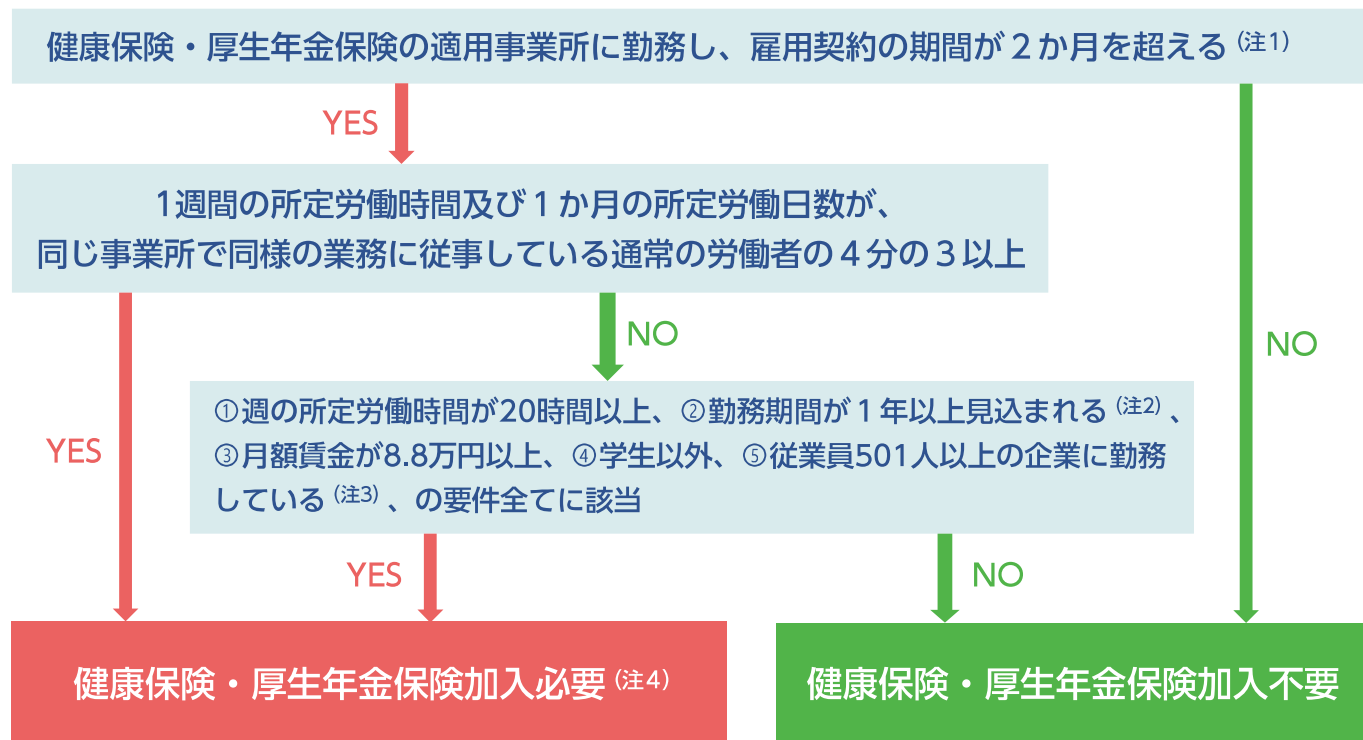 健康保険・厚生年金保険の適用事業所に勤務し、雇用契約の期間が２か月を超える（注１）
YES
1週間の所定労働時間及び１か月の所定労働日数が、
同じ事業所で同様の業務に従事している通常の労働者の４分の３以上
NO
NO
①週の所定労働時間が20時間以上、②勤務期間が１年以上見込まれる（注2）、
③月額賃金が8.8万円以上、④学生以外、⑤従業員501人以上の企業に勤務
している（注3）、の要件全てに該当
YES
YES
NO
健康保険・厚生年金保険加入必要（注４）
健康保険・厚生年金保険加入不要